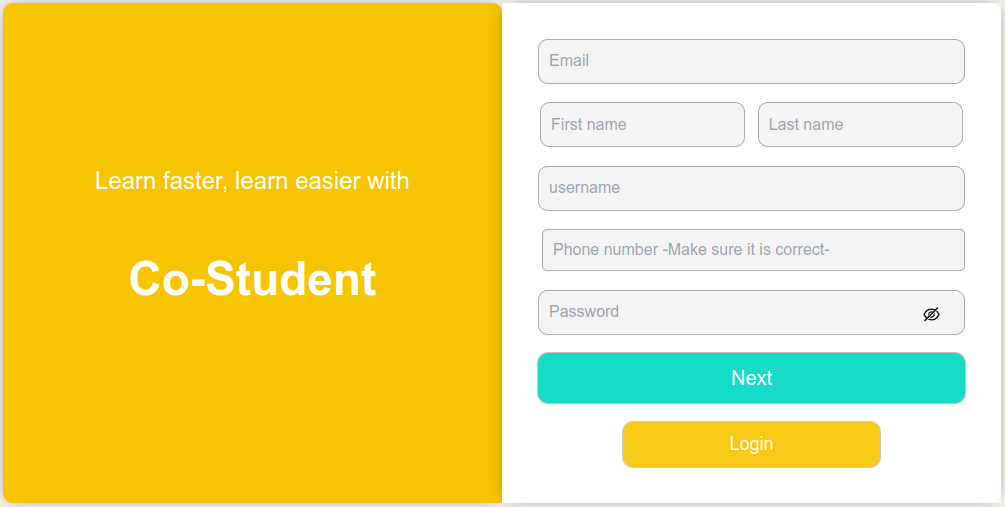 Learn faster, learn easier with
Co-Student
Email
First name
Last name
username
Phone number -Make sure it is correct-
Password
Next
Login